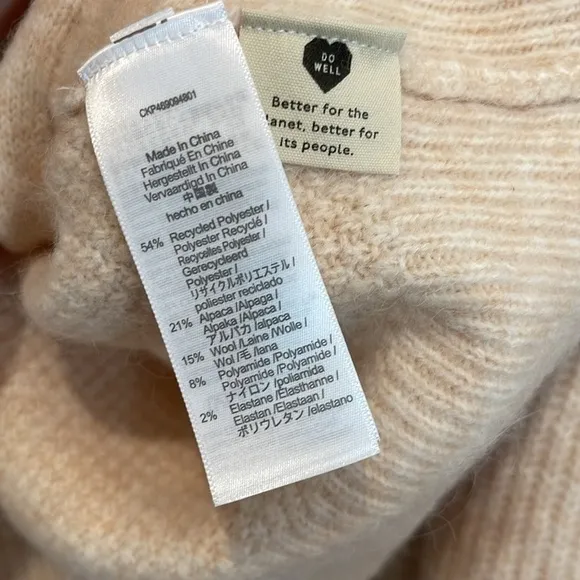 DO
WELL
Better for the
lanet, better for
its people.
CKP469094801
Made In China
Fabriqué En Chine
Hergestellt In China
Vervaardigd In China
中国製
hecho en china
54% Recycled Polyester /
Polyester Recyclé /
Recyceltes Polyester /
Gerecycleerd
Polyester /
リサイクルポリエステル /
poliester reciclado
21% Alpaca /Alpaga /
Alpaka /Alpaca /
アルパカ /alpaca
15% Wool /Laine /Wolle /
Wol /毛 /lana
8% Polyamide /Polyamide /
Polyamide /Polyamide /
ナイロン /poliamida
2% Elastane /Elasthanne /
Elastan /Elastaan /
ポリウレタン /elastano